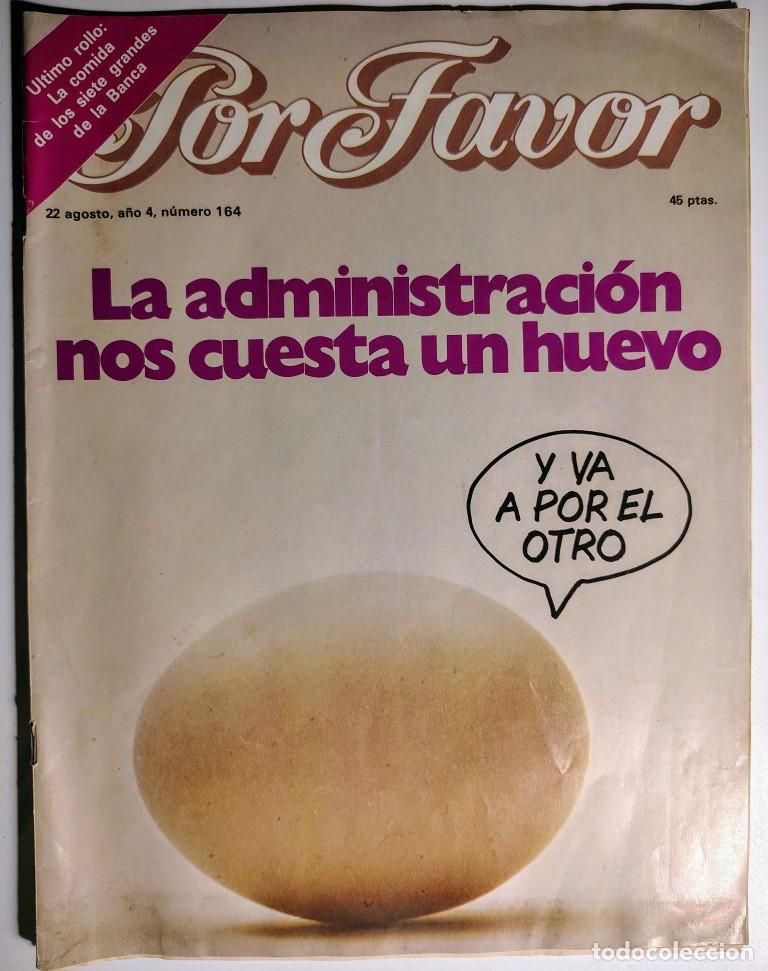 Ultimo rollo:
La comida
de los siete grandes
de la Banca
Por Favor
22 agosto, año 4, número 164
45 ptas.
La administración
nos cuesta un huevo
Y VA
A POR EL
OTRO
todocoleccion